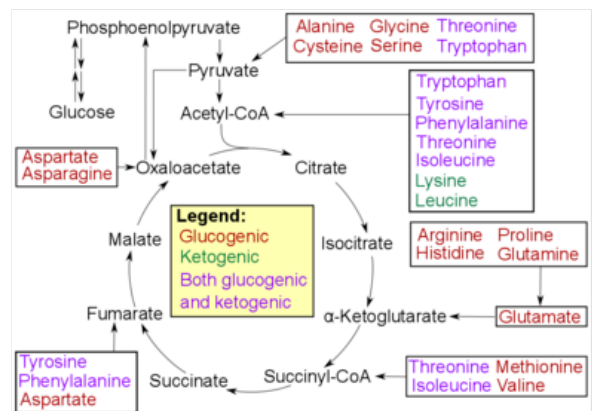 Phosphoenolpyruvate
Alanine Glycine Threonine
Cysteine Serine Tryptophan
Pyruvate
Glucose
Acetyl-CoA
Tryptophan
Tyrosine
Phenylalanine
Threonine
Isoleucine
Lysine
Leucine
Aspartate
Asparagine
Oxaloacetate
Citrate
Legend:
Glucogenic
Ketogenic
Both glucogenic
and ketogenic
Malate
Isocitrate
Arginine Proline
Histidine Glutamine
Fumarate
α-Ketoglutarate
Glutamate
Tyrosine
Phenylalanine
Aspartate
Succinate
Succinyl-CoA
Threonine Methionine
Isoleucine Valine